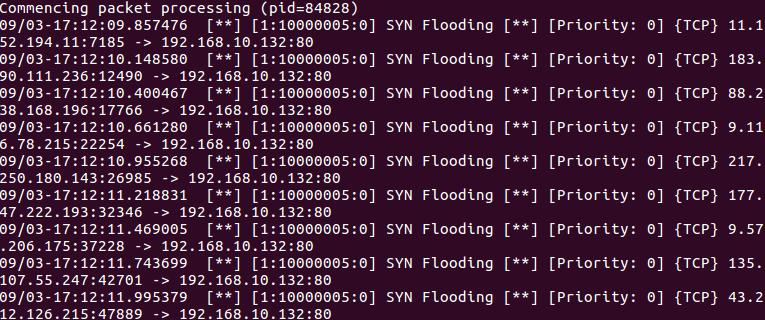 Commencing packet processing (pid=84828)
09/03-17:12:09.857476  [**] [1:10000005:0] SYN Flooding [**] [Priority: 0] {TCP} 11.1
52.194.11:7185 -> 192.168.10.132:80
09/03-17:12:10.148580  [**] [1:10000005:0] SYN Flooding [**] [Priority: 0] {TCP} 183.
90.111.236:12490 -> 192.168.10.132:80
09/03-17:12:10.400467  [**] [1:10000005:0] SYN Flooding [**] [Priority: 0] {TCP} 88.2
38.168.196:17766 -> 192.168.10.132:80
09/03-17:12:10.661280  [**] [1:10000005:0] SYN Flooding [**] [Priority: 0] {TCP} 9.11
6.78.215:22254 -> 192.168.10.132:80
09/03-17:12:10.955268  [**] [1:10000005:0] SYN Flooding [**] [Priority: 0] {TCP} 217.
250.180.143:26985 -> 192.168.10.132:80
09/03-17:12:11.218831  [**] [1:10000005:0] SYN Flooding [**] [Priority: 0] {TCP} 177.
47.222.193:32346 -> 192.168.10.132:80
09/03-17:12:11.469005  [**] [1:10000005:0] SYN Flooding [**] [Priority: 0] {TCP} 9.57
.206.175:37228 -> 192.168.10.132:80
09/03-17:12:11.743699  [**] [1:10000005:0] SYN Flooding [**] [Priority: 0] {TCP} 135.
107.55.247:42701 -> 192.168.10.132:80
09/03-17:12:11.995379  [**] [1:10000005:0] SYN Flooding [**] [Priority: 0] {TCP} 43.2
12.126.215:47889 -> 192.168.10.132:80